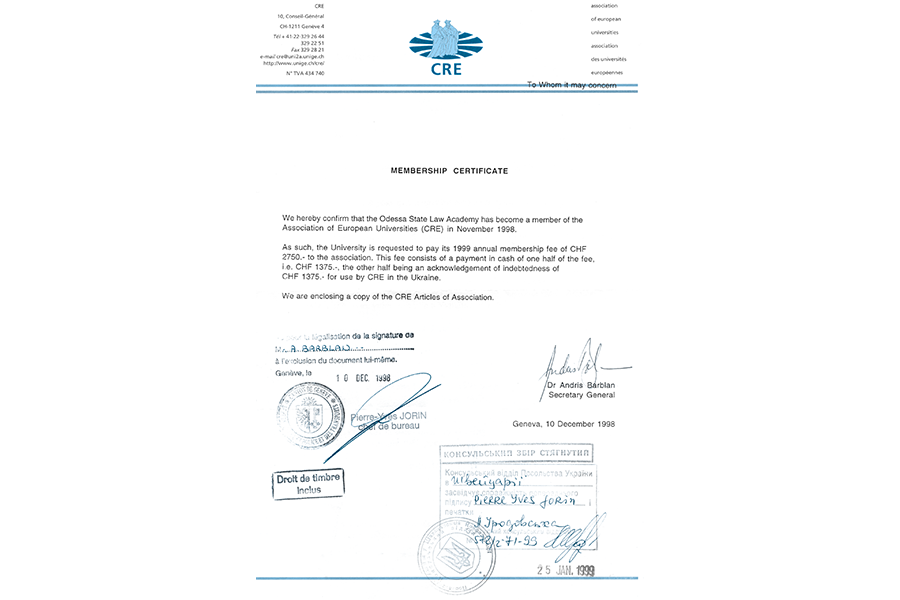 CRE
10, Conseil-Général
CH-1211 Genève 4
Tél + 41 22 329 26 44
329 22 51
Fax 329 28 21
e-mail cre@uni2a.unige.ch
http://www.unige.ch/cre/
N° TVA 434 740
CRE
association
of european
universities
association
des universités
européennes
To Whom it may concern
MEMBERSHIP CERTIFICATE
We hereby confirm that the Odessa State Law Academy has become a member of the
Association of European Universities (CRE) in November 1998.
As such, the University is requested to pay its 1999 annual membership fee of CHF
2750.- to the association. This fee consists of a payment in cash of one half of the fee,
i.e. CHF 1375.-, the other half being an acknowledgement of indebtedness of
CHF 1375.- for use by CRE in the Ukraine.
We are enclosing a copy of the CRE Articles of Association.
légalisation de la signature de
M. A. BARBLAN
à l'exclusion du document lui-même.
Genève, le 10 DEC. 1998
Pierre-Yves JORIN
chef de bureau
Droit de timbre
inclus
Dr Andris Barblan
Secretary General
Geneva, 10 December 1998
КОНСУЛЬСЬКИЙ ЗБІР СТЯГНУТИЙ
Консульський відділ Посольства України
в Швейцарії
підпису Pierre Yves Jorin і
печатки
572/2-71-99
25 JAN. 1999